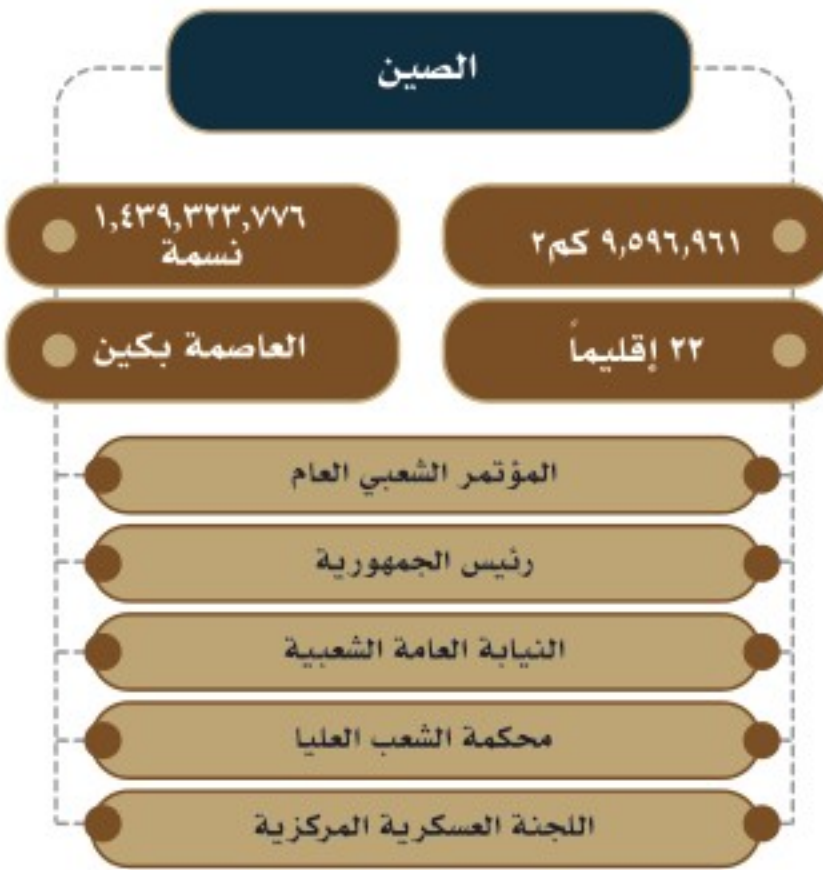 الصين
٩,٥٩٦,٩٦١ كم٢
١,٤٣٩,٣٢٣,٧٧٦
نسمة
٢٢ إقليماً
العاصمة بكين
المؤتمر الشعبي العام
رئيس الجمهورية
النيابة العامة الشعبية
محكمة الشعب العليا
اللجنة العسكرية المركزية